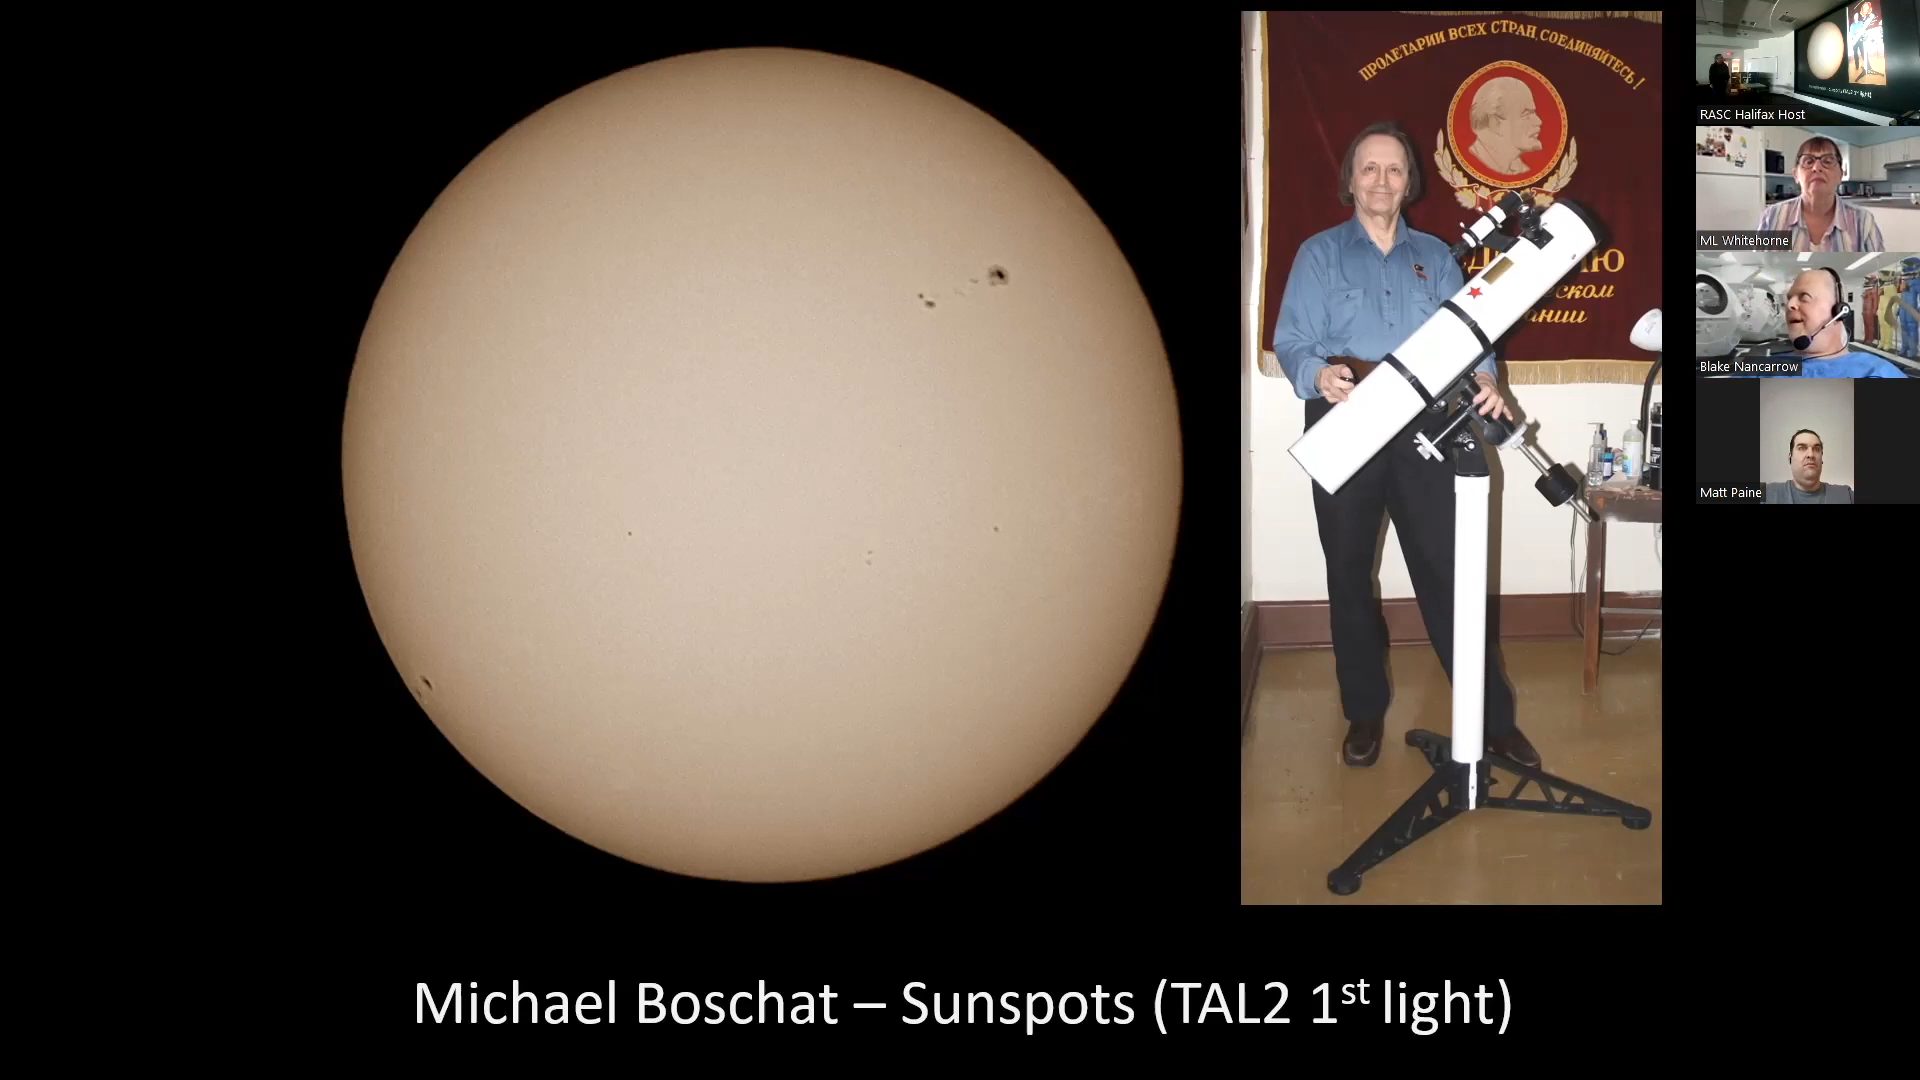 ПРОЛЕТАРИИ ВСЕХ СТРАН, СОЕДИНЯЙТЕСЬ!
Michael Boschat – Sunspots (TAL2 1st light)
RASC Halifax Host
ML Whitehorne
Blake Nancarrow
Matt Paine